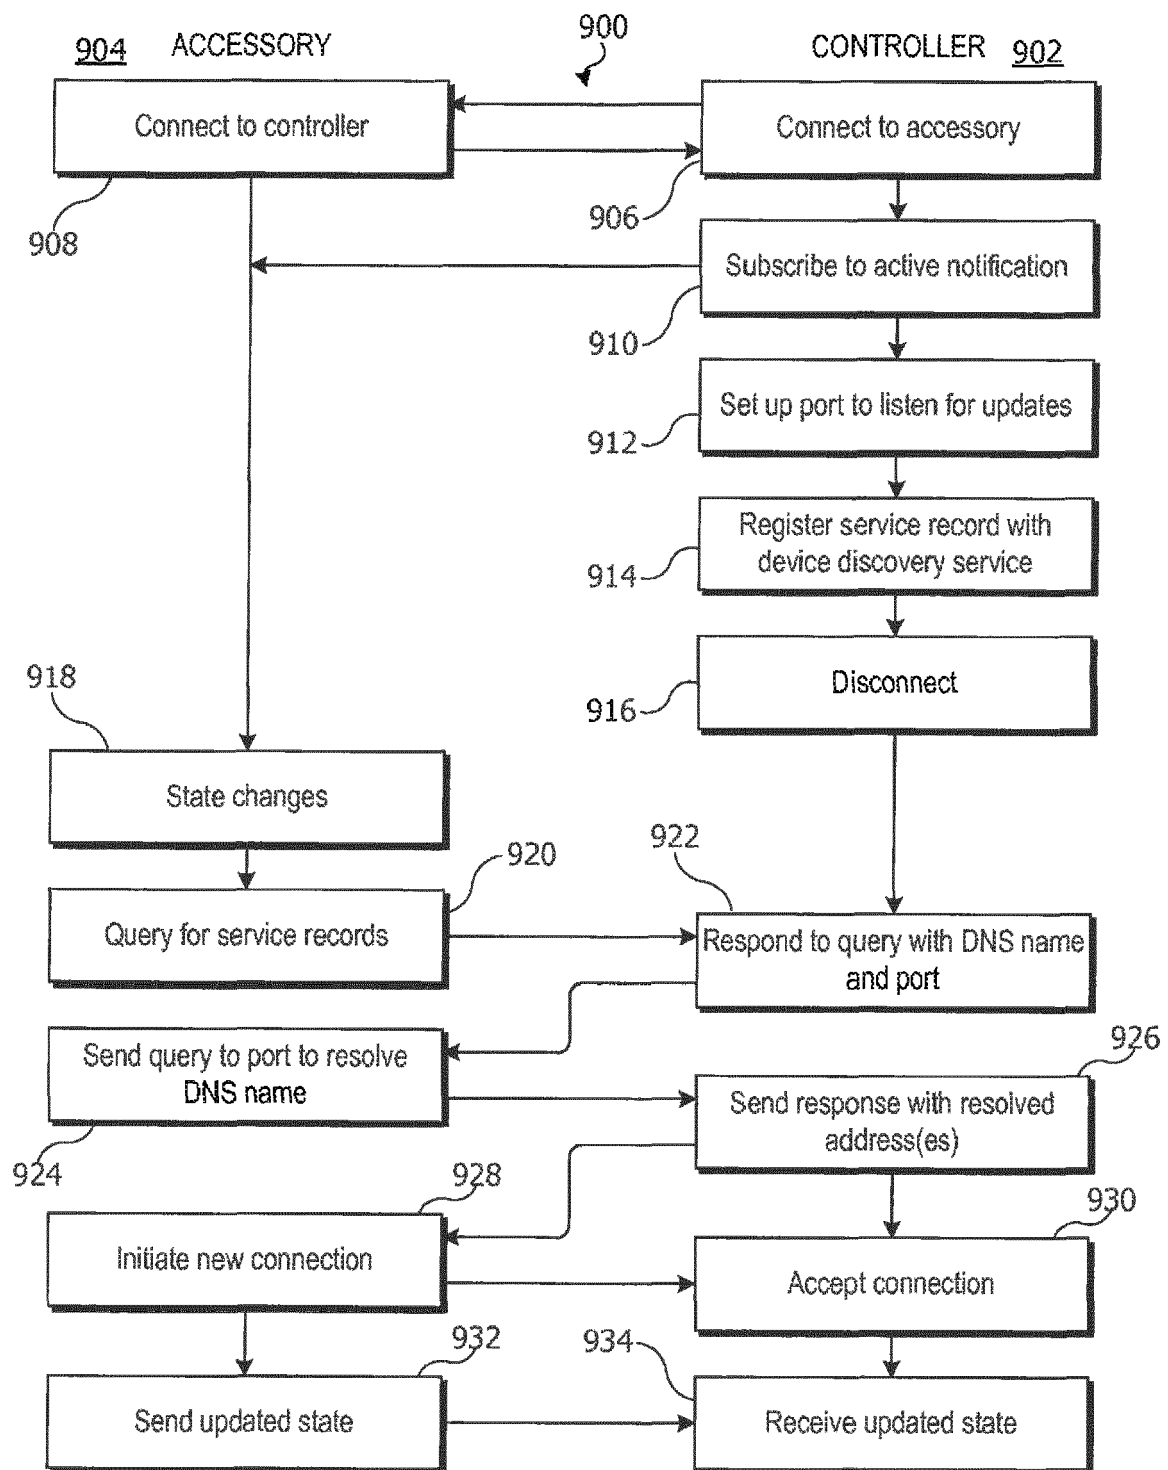 904 ACCESSORY
900
CONTROLLER 902
Connect to controller
Connect to accessory
908
906
Subscribe to active notification
910
Set up port to listen for updates
912
Register service record with
device discovery service
914
Disconnect
916
918
State changes
920
Query for service records
922
Respond to query with DNS name
and port
Send query to port to resolve
DNS name
924
926
Send response with resolved
address(es)
928
Initiate new connection
930
Accept connection
932
Send updated state
934
Receive updated state